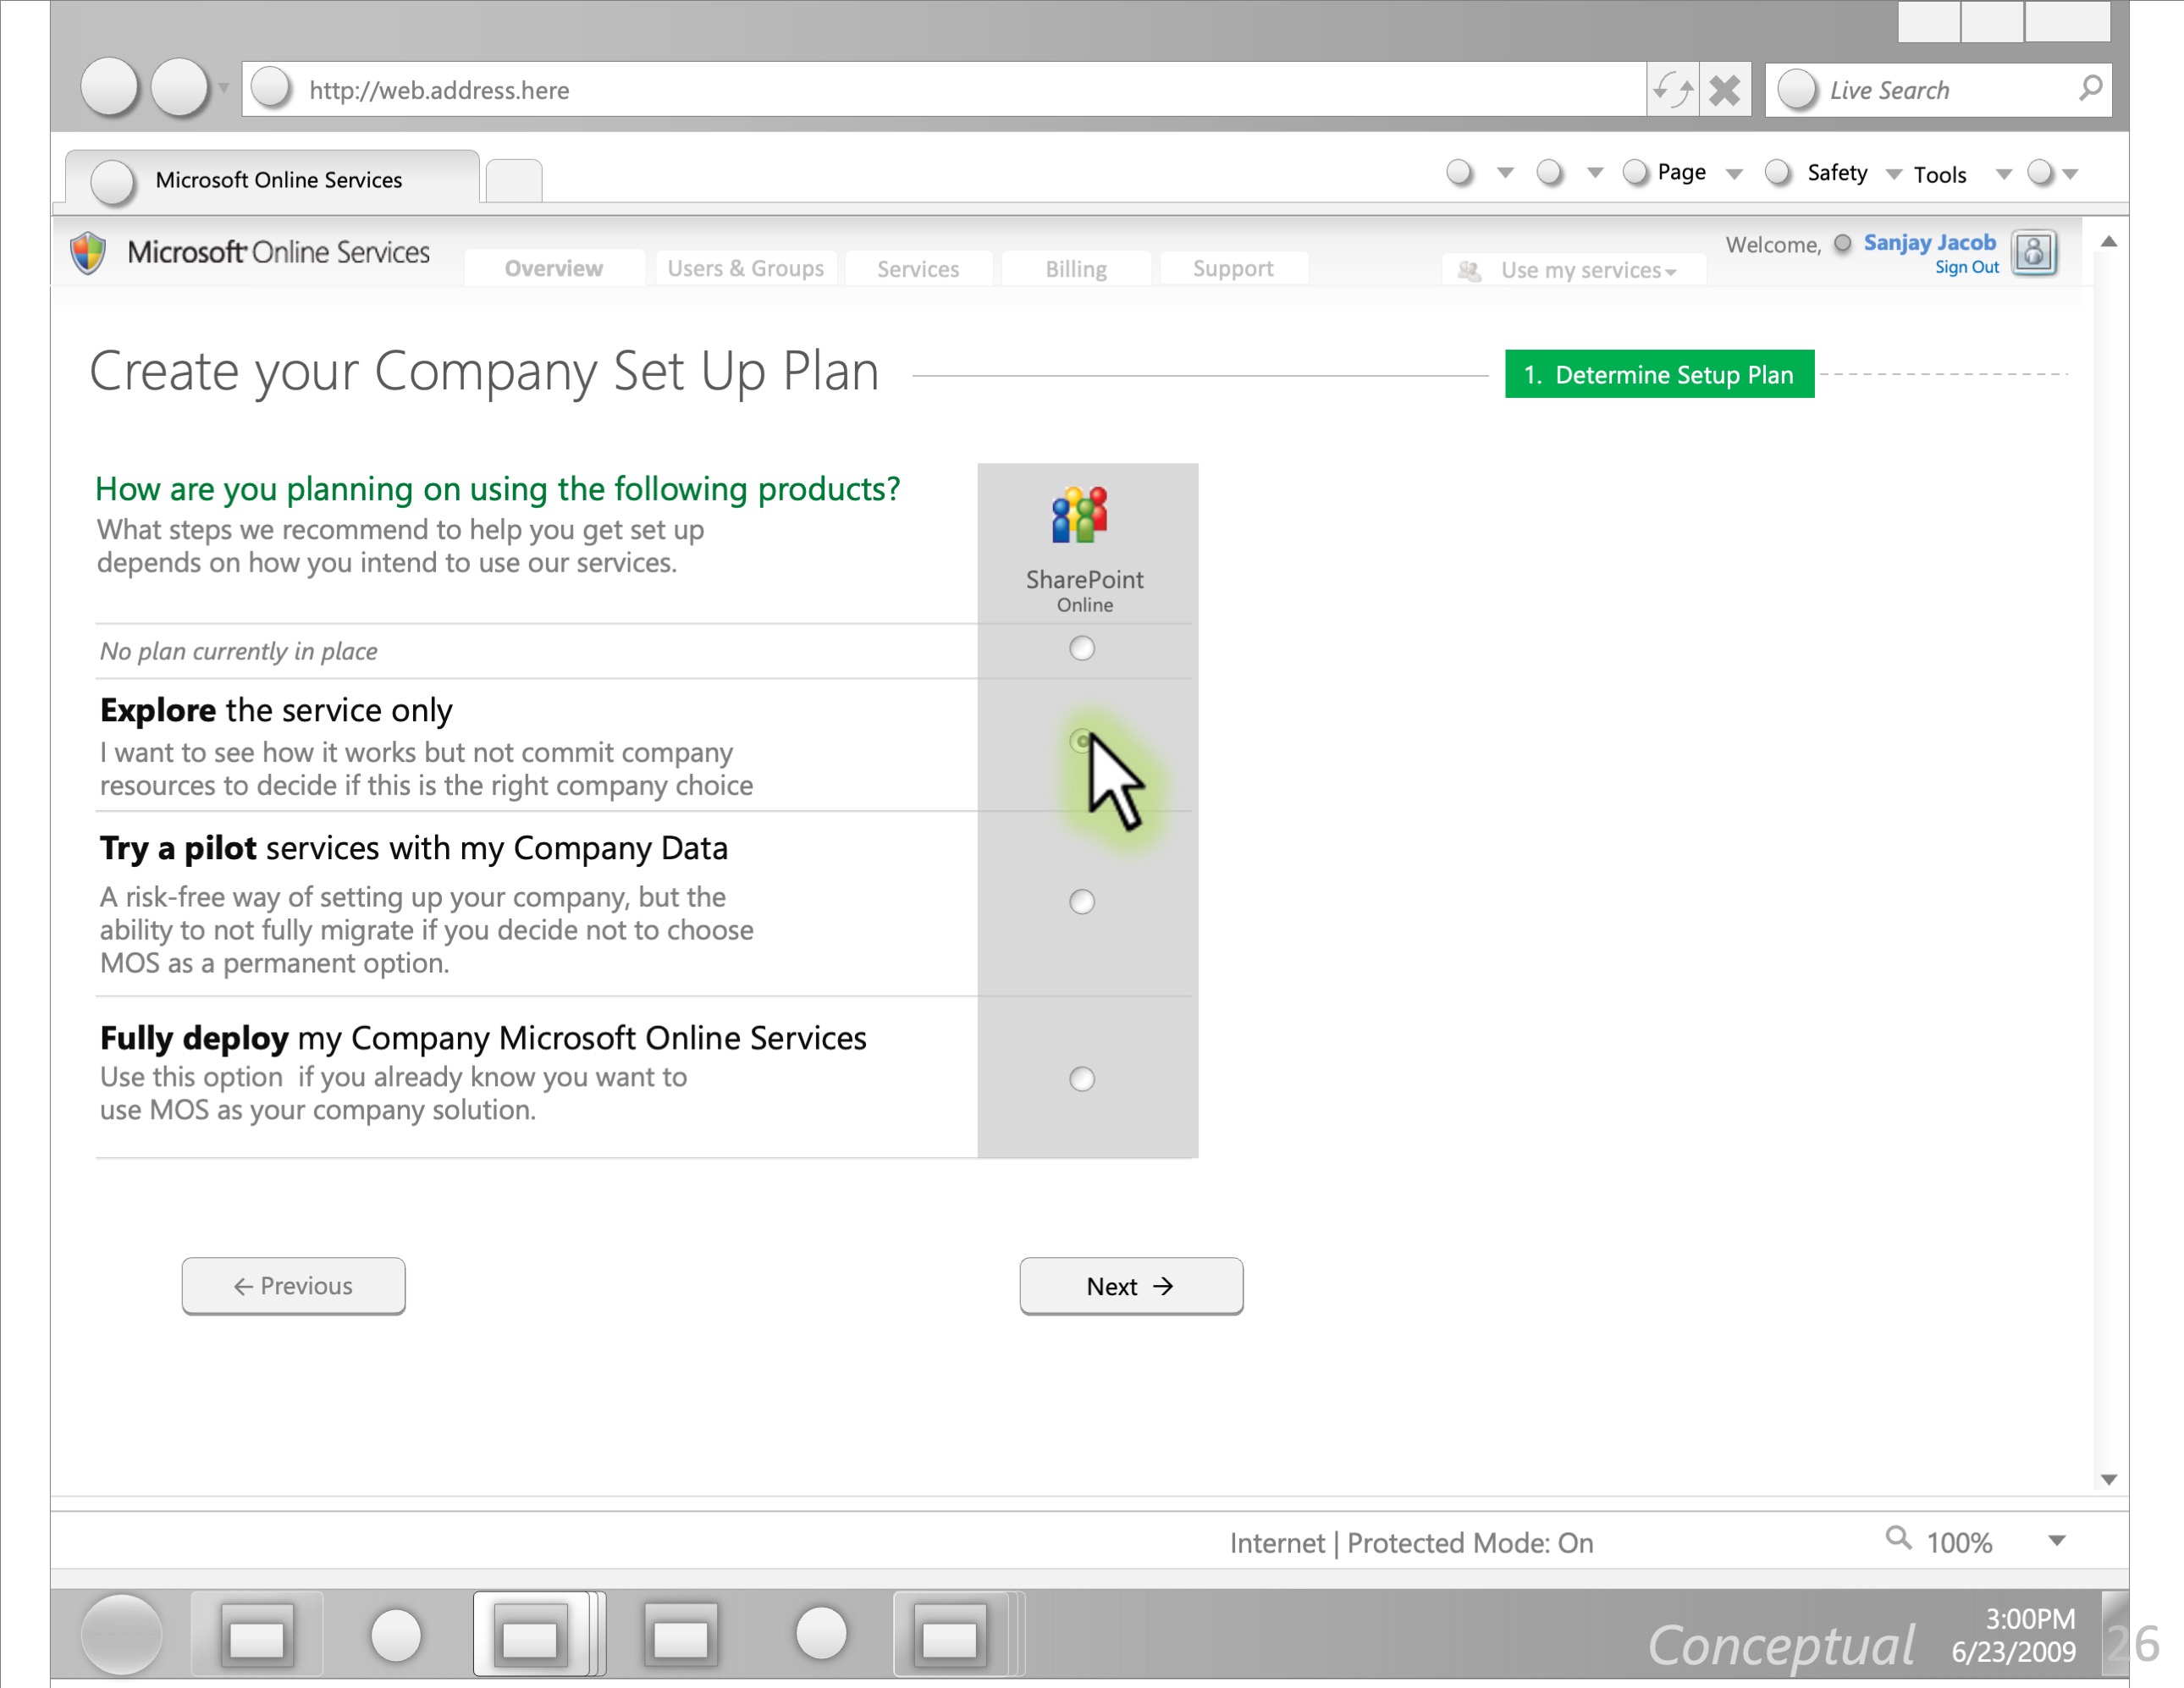 http://web.address.here
Live Search
Microsoft Online Services
Page
Safety
Tools
Microsoft Online Services
Overview
Users & Groups
Services
Billing
Support
Use my services
Welcome,
Sanjay Jacob
Sign Out
Create your Company Set Up Plan
1. Determine Setup Plan
How are you planning on using the following products?
What steps we recommend to help you get set up
depends on how you intend to use our services.
SharePoint
Online
No plan currently in place
Explore the service only
I want to see how it works but not commit company
resources to decide if this is the right company choice
Try a pilot services with my Company Data
A risk-free way of setting up your company, but the
ability to not fully migrate if you decide not to choose
MOS as a permanent option.
Fully deploy my Company Microsoft Online Services
Use this option  if you already know you want to
use MOS as your company solution.
← Previous
Next →
Internet | Protected Mode: On
100%
Conceptual
3:00PM
6/23/2009
26